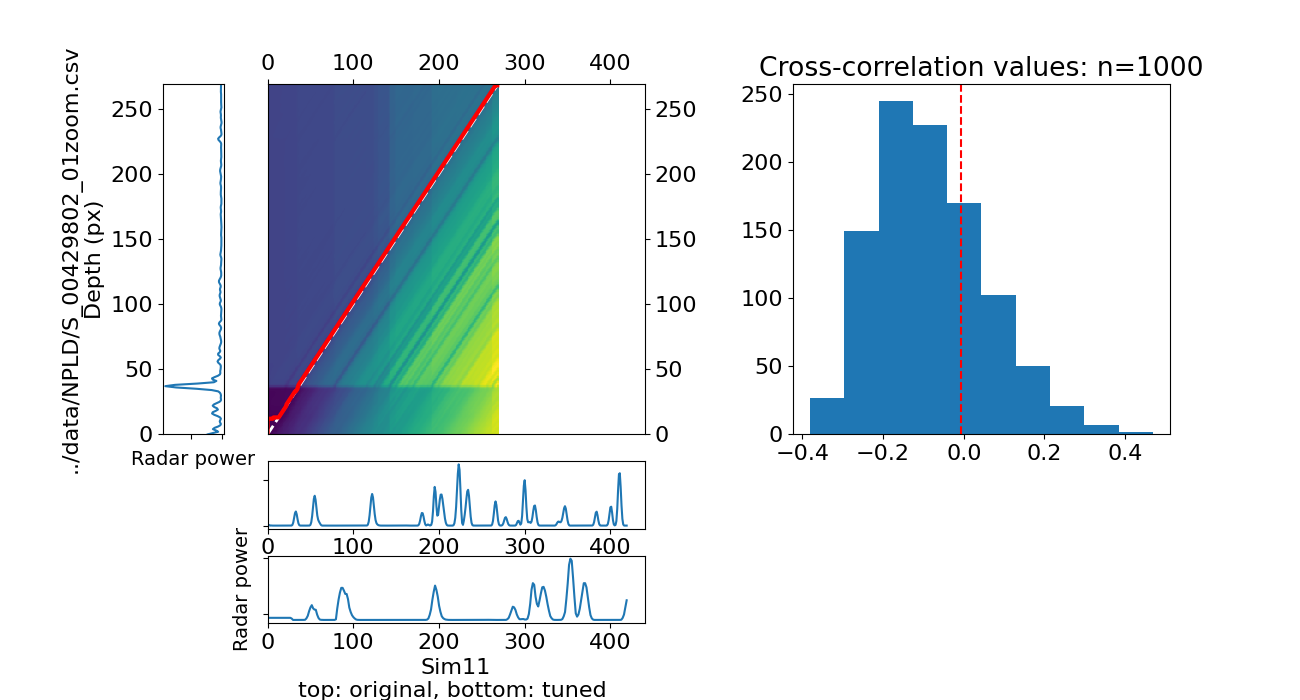 ../data/NPLD/S_00429802_01zoom.csv
Depth (px)
0 100 200 300 400
250
200
150
100
50
0
250
200
150
100
50
0
Radar power
0 100 200 300 400
Radar power
0 100 200 300 400
Sim11
top: original, bottom: tuned
Cross-correlation values: n=1000
250
200
150
100
50
0
−0.4 −0.2 0.0 0.2 0.4